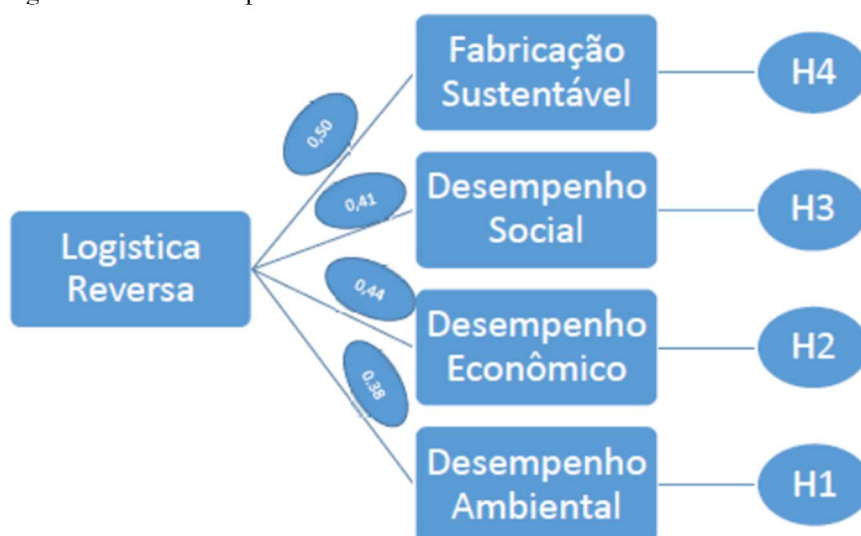 Fabricação
Sustentável
H4
0,50
Desempenho
Social
H3
0,41
Logistica
Reversa
Desempenho
Econômico
H2
0,44
Desempenho
Ambiental
H1
0,38